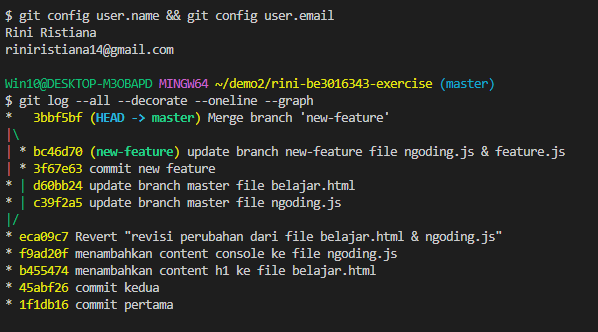 $ git config user.name && git config user.email
Rini Ristiana
riniristiana14@gmail.com
Win10@DESKTOP-M3OBAPD MINGW64 ~/demo2/rini-be3016343-exercise (master)
$ git log --all --decorate --oneline --graph
*   3bbf5bf (HEAD -> master) Merge branch 'new-feature'
|\
| * bc46d70 (new-feature) update branch new-feature file ngoding.js & feature.js
| * 3f67e63 commit new feature
* | d60bb24 update branch master file belajar.html
* | c39f2a5 update branch master file ngoding.js
|/
* eca09c7 Revert "revisi perubahan dari file belajar.html & ngoding.js"
* f9ad20f menambahkan content console ke file ngoding.js
* b455474 menambahkan content h1 ke file belajar.html
* 45abf26 commit kedua
* 1f1db16 commit pertama